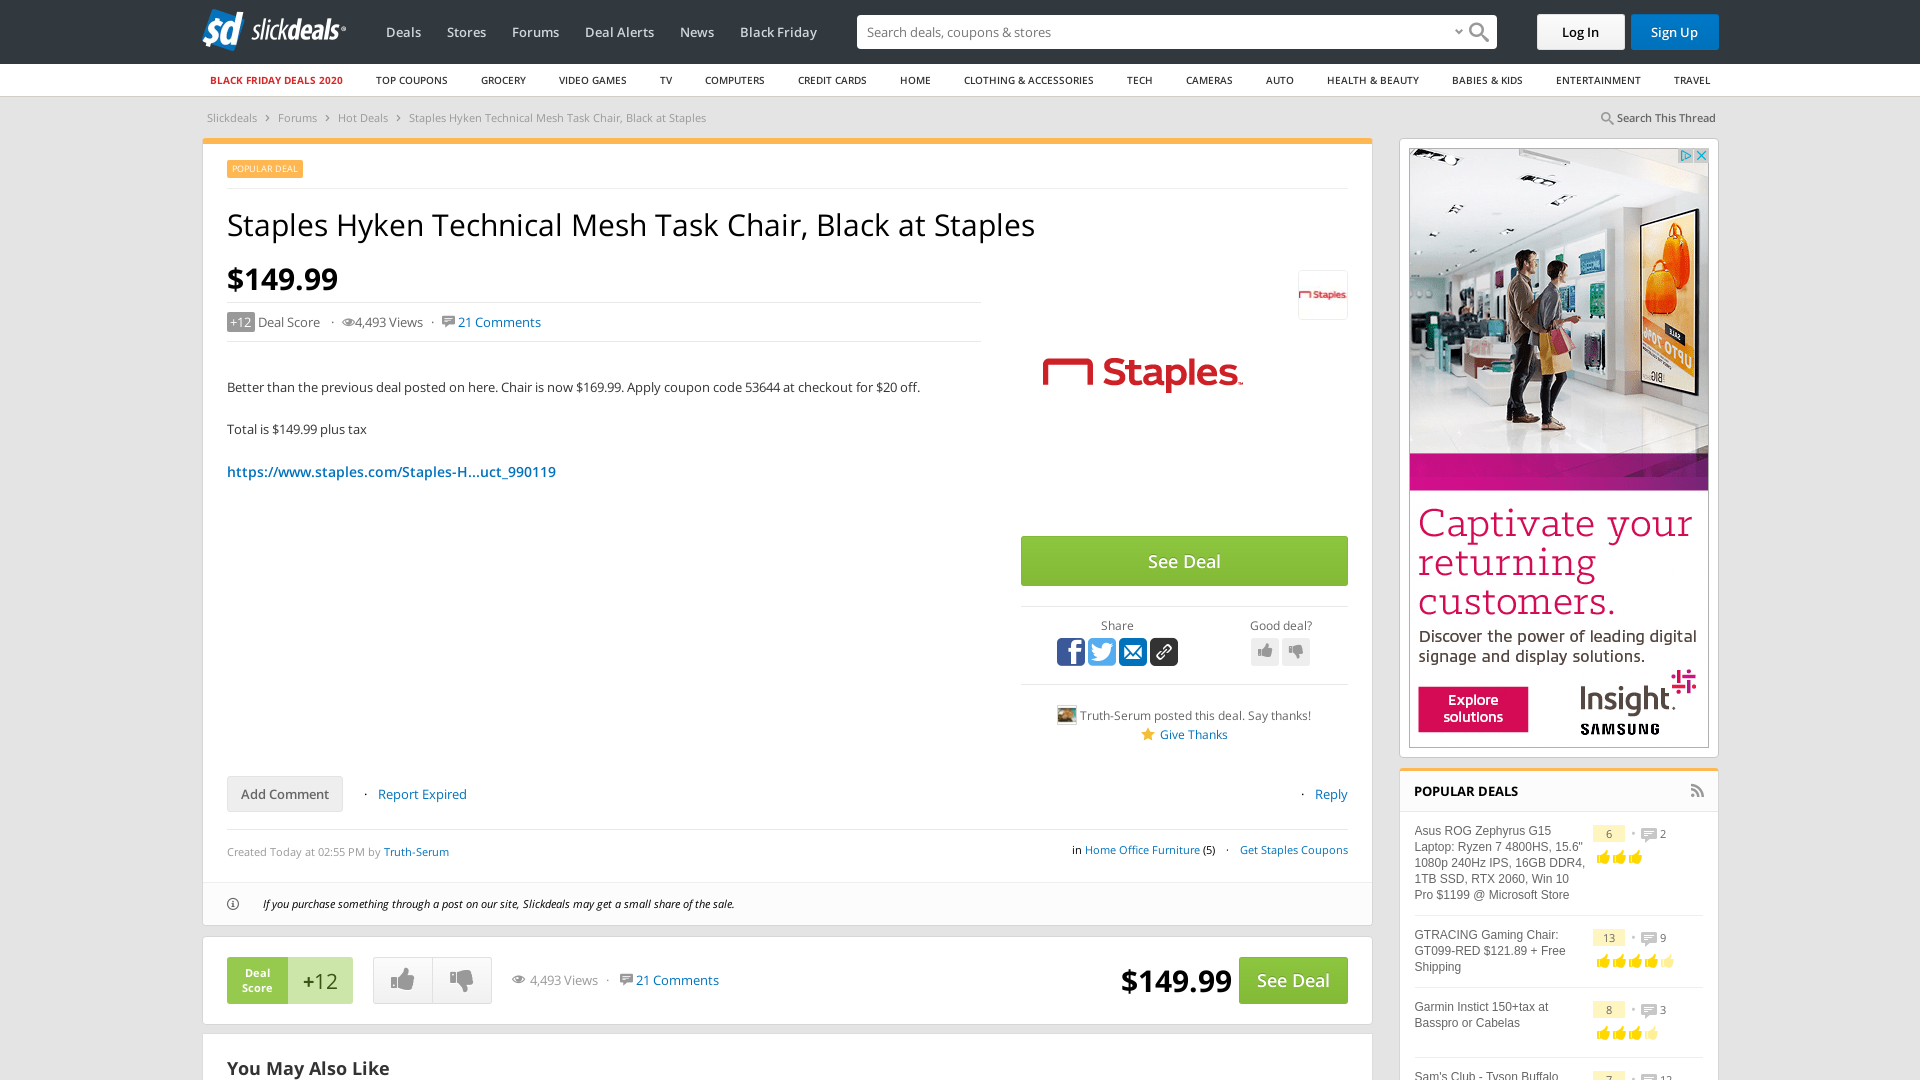 slickdeals
Deals
Stores
Forums
Deal Alerts
News
Black Friday
Search deals, coupons & stores
Log In
Sign Up
BLACK FRIDAY DEALS 2020
TOP COUPONS
GROCERY
VIDEO GAMES
TV
COMPUTERS
CREDIT CARDS
HOME
CLOTHING & ACCESSORIES
TECH
CAMERAS
AUTO
HEALTH & BEAUTY
BABIES & KIDS
ENTERTAINMENT
TRAVEL
Slickdeals > Forums > Hot Deals > Staples Hyken Technical Mesh Task Chair, Black at Staples
Search This Thread
POPULAR DEAL
Staples Hyken Technical Mesh Task Chair, Black at Staples
$149.99
+12 Deal Score · 4,493 Views · 21 Comments
Better than the previous deal posted on here. Chair is now $169.99. Apply coupon code 53644 at checkout for $20 off.
Total is $149.99 plus tax
https://www.staples.com/Staples-H...uct_990119
Staples
Staples
See Deal
Share
Good deal?
Truth-Serum posted this deal. Say thanks!
Give Thanks
Add Comment
· Report Expired
· Reply
Created Today at 02:55 PM by Truth-Serum
in Home Office Furniture (5) · Get Staples Coupons
If you purchase something through a post on our site, Slickdeals may get a small share of the sale.
Deal
Score
+12
4,493 Views · 21 Comments
$149.99
See Deal
You May Also Like
SALE
UPTO 70%
BIG
Captivate your
returning
customers.
Discover the power of leading digital
signage and display solutions.
Explore
solutions
Insight
SAMSUNG
POPULAR DEALS
Asus ROG Zephyrus G15
Laptop: Ryzen 7 4800HS, 15.6"
1080p 240Hz IPS, 16GB DDR4,
1TB SSD, RTX 2060, Win 10
Pro $1199 @ Microsoft Store
6 · 2
GTRACING Gaming Chair:
GT099-RED $121.89 + Free
Shipping
13 · 9
Garmin Instict 150+tax at
Basspro or Cabelas
8 · 3
Sam's Club - Tyson Buffalo
7 · 12